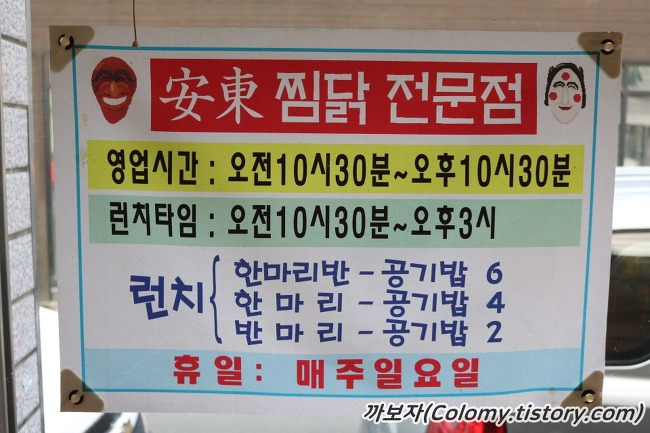 安東 찜닭 전문점
영업시간 : 오전10시30분~오후10시30분
런치타임 : 오전10시30분~오후3시
런치 { 한마리반 - 공기밥 6
한 마 리 - 공기밥 4
반 마 리 - 공기밥 2
휴 일 : 매주일요일
까보자(Colomy.tistory.com)